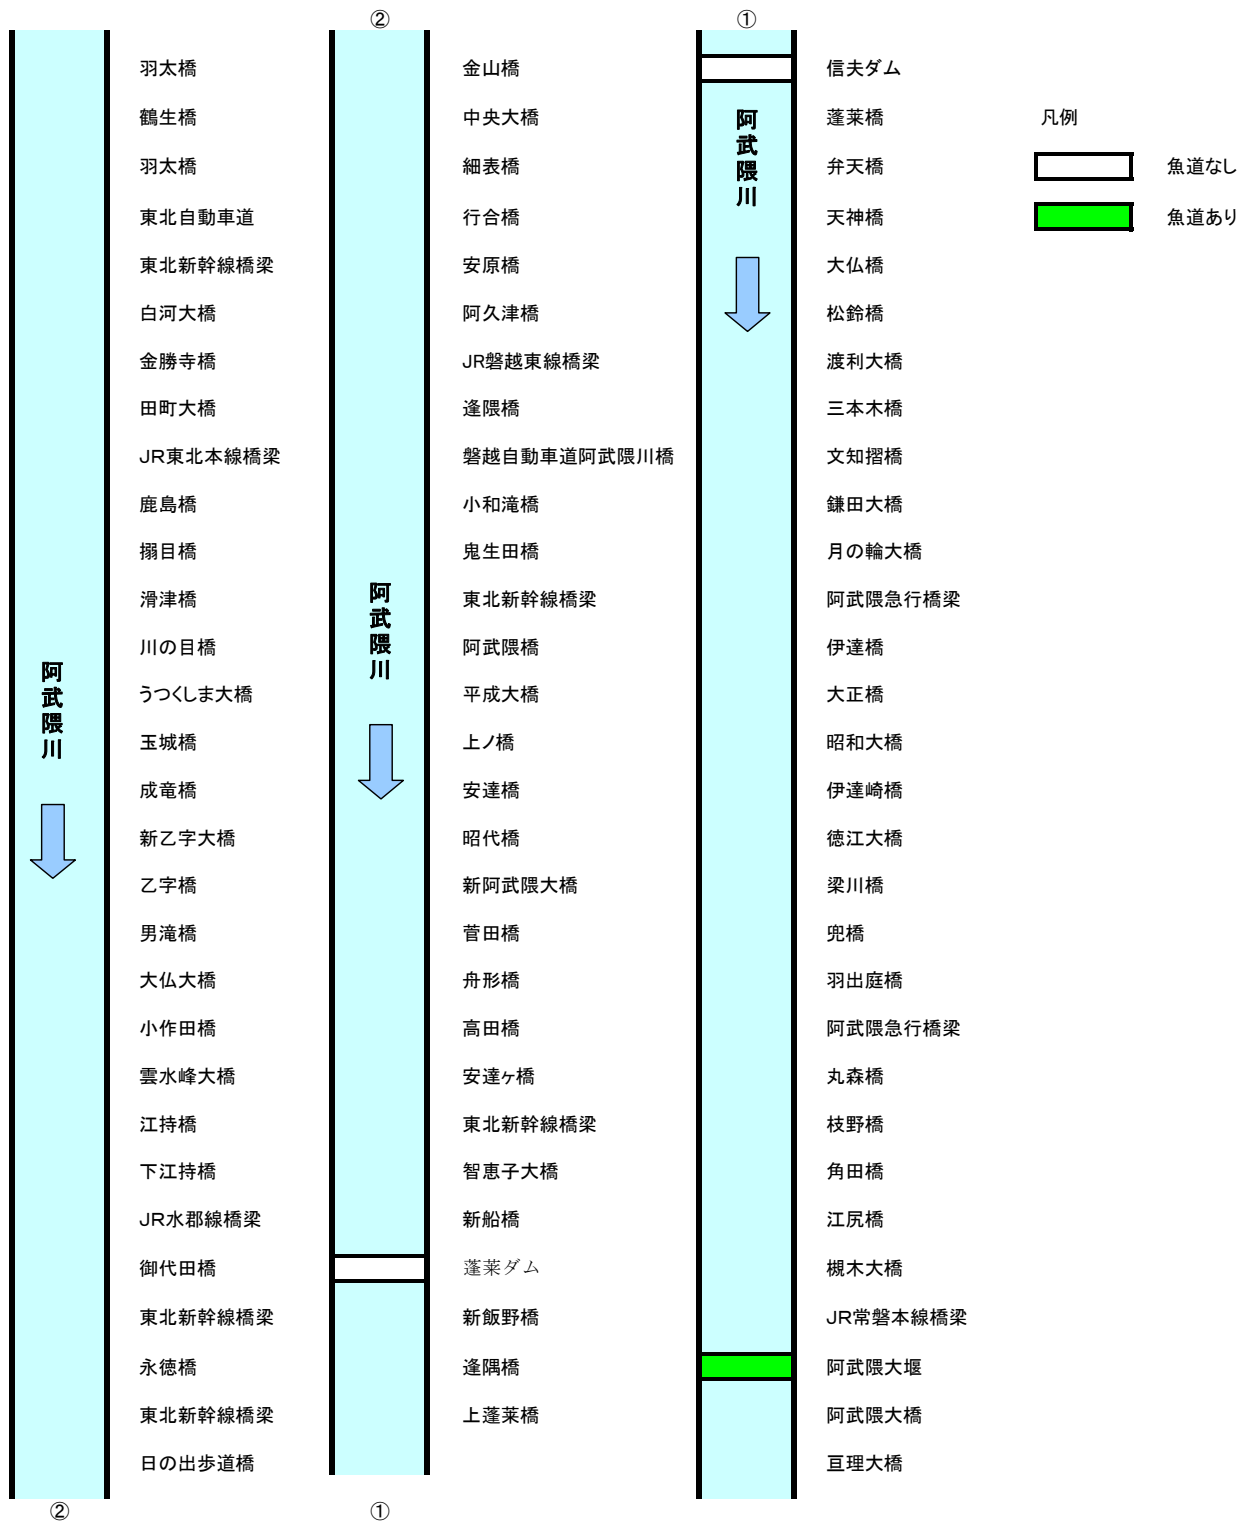 羽太橋
鶴生橋
羽太橋
東北自動車道
東北新幹線橋梁
白河大橋
金勝寺橋
田町大橋
JR東北本線橋梁
鹿島橋
搦目橋
滑津橋
川の目橋
うつくしま大橋
玉城橋
成竜橋
新乙字大橋
乙字橋
男滝橋
大仏大橋
小作田橋
雲水峰大橋
江持橋
下江持橋
JR水郡線橋梁
御代田橋
東北新幹線橋梁
永徳橋
東北新幹線橋梁
日の出歩道橋
阿武隈川
②
②
金山橋
中央大橋
細表橋
行合橋
安原橋
阿久津橋
JR磐越東線橋梁
逢隈橋
磐越自動車道阿武隈川橋
小和滝橋
鬼生田橋
東北新幹線橋梁
阿武隈橋
平成大橋
上ノ橋
安達橋
昭代橋
新阿武隈大橋
菅田橋
舟形橋
高田橋
安達ヶ橋
東北新幹線橋梁
智恵子大橋
新船橋
蓬莱ダム
新飯野橋
逢隅橋
上蓬莱橋
阿武隈川
①
①
信夫ダム
蓬莱橋
弁天橋
天神橋
大仏橋
松鈴橋
渡利大橋
三本木橋
文知摺橋
鎌田大橋
月の輪大橋
阿武隈急行橋梁
伊達橋
大正橋
昭和大橋
伊達崎橋
徳江大橋
梁川橋
兜橋
羽出庭橋
阿武隈急行橋梁
丸森橋
枝野橋
角田橋
江尻橋
槻木大橋
JR常磐本線橋梁
阿武隈大堰
阿武隈大橋
亘理大橋
阿武隈川
凡例
魚道なし
魚道あり